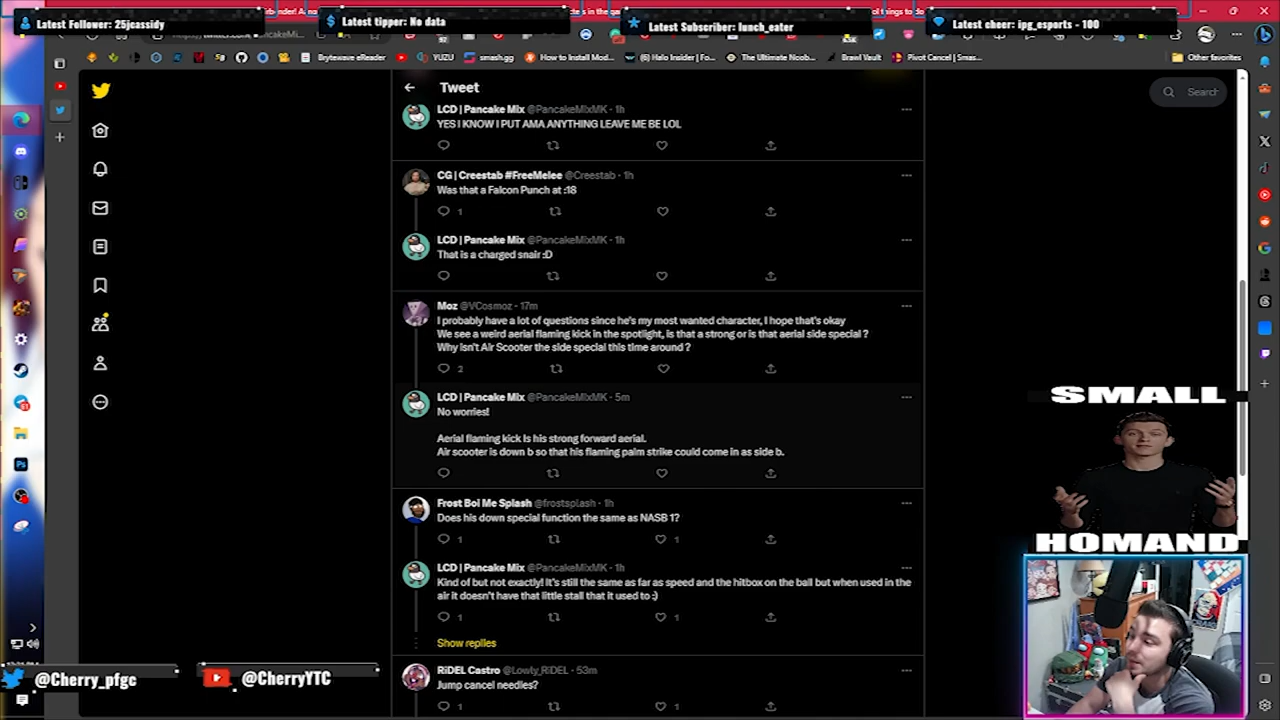 Latest Follower: 25jcassidy
Latest tipper: No data
Latest Subscriber: lunch_eater
Latest cheer: ipg_esports - 100
Brytewave eReader
YUZU
smash.gg
How to Install Mod...
(6) Halo Insider | Fo...
The Ultimate Noob...
Brawl Vault
Pivot Cancel | Smas...
Other favorites
Tweet
Search
LCD | Pancake Mix @PancakeMixMK · 1h
YES I KNOW I PUT AMA ANYTHING LEAVE ME BE LOL
CG | Creestab #FreeMelee @Creestab · 1h
Was that a Falcon Punch at :18
1
LCD | Pancake Mix @PancakeMixMK · 1h
That is a charged snair :D
Moz @VCosmoz · 17m
I probably have a lot of questions since he's my most wanted character, I hope that's okay
We see a weird aerial flaming kick in the spotlight, is that a strong or is that aerial side special ?
Why isn't Air Scooter the side special this time around ?
2
LCD | Pancake Mix @PancakeMixMK · 5m
No worries!
Aerial flaming kick is his strong forward aerial.
Air scooter is down b so that his flaming palm strike could come in as side b.
Frost Boi Me Splash @frostsplash · 1h
Does his down special function the same as NASB 1?
1 1
LCD | Pancake Mix @PancakeMixMK · 1h
Kind of but not exactly! It's still the same as far as speed and the hitbox on the ball but when used in the
air it doesn't have that little stall that it used to :)
1 1
Show replies
RiDEL Castro @Lowly_RiDEL · 53m
Jump cancel needles?
1 1
SMALL
HOMAND
@Cherry_pfgc
@CherryYTC